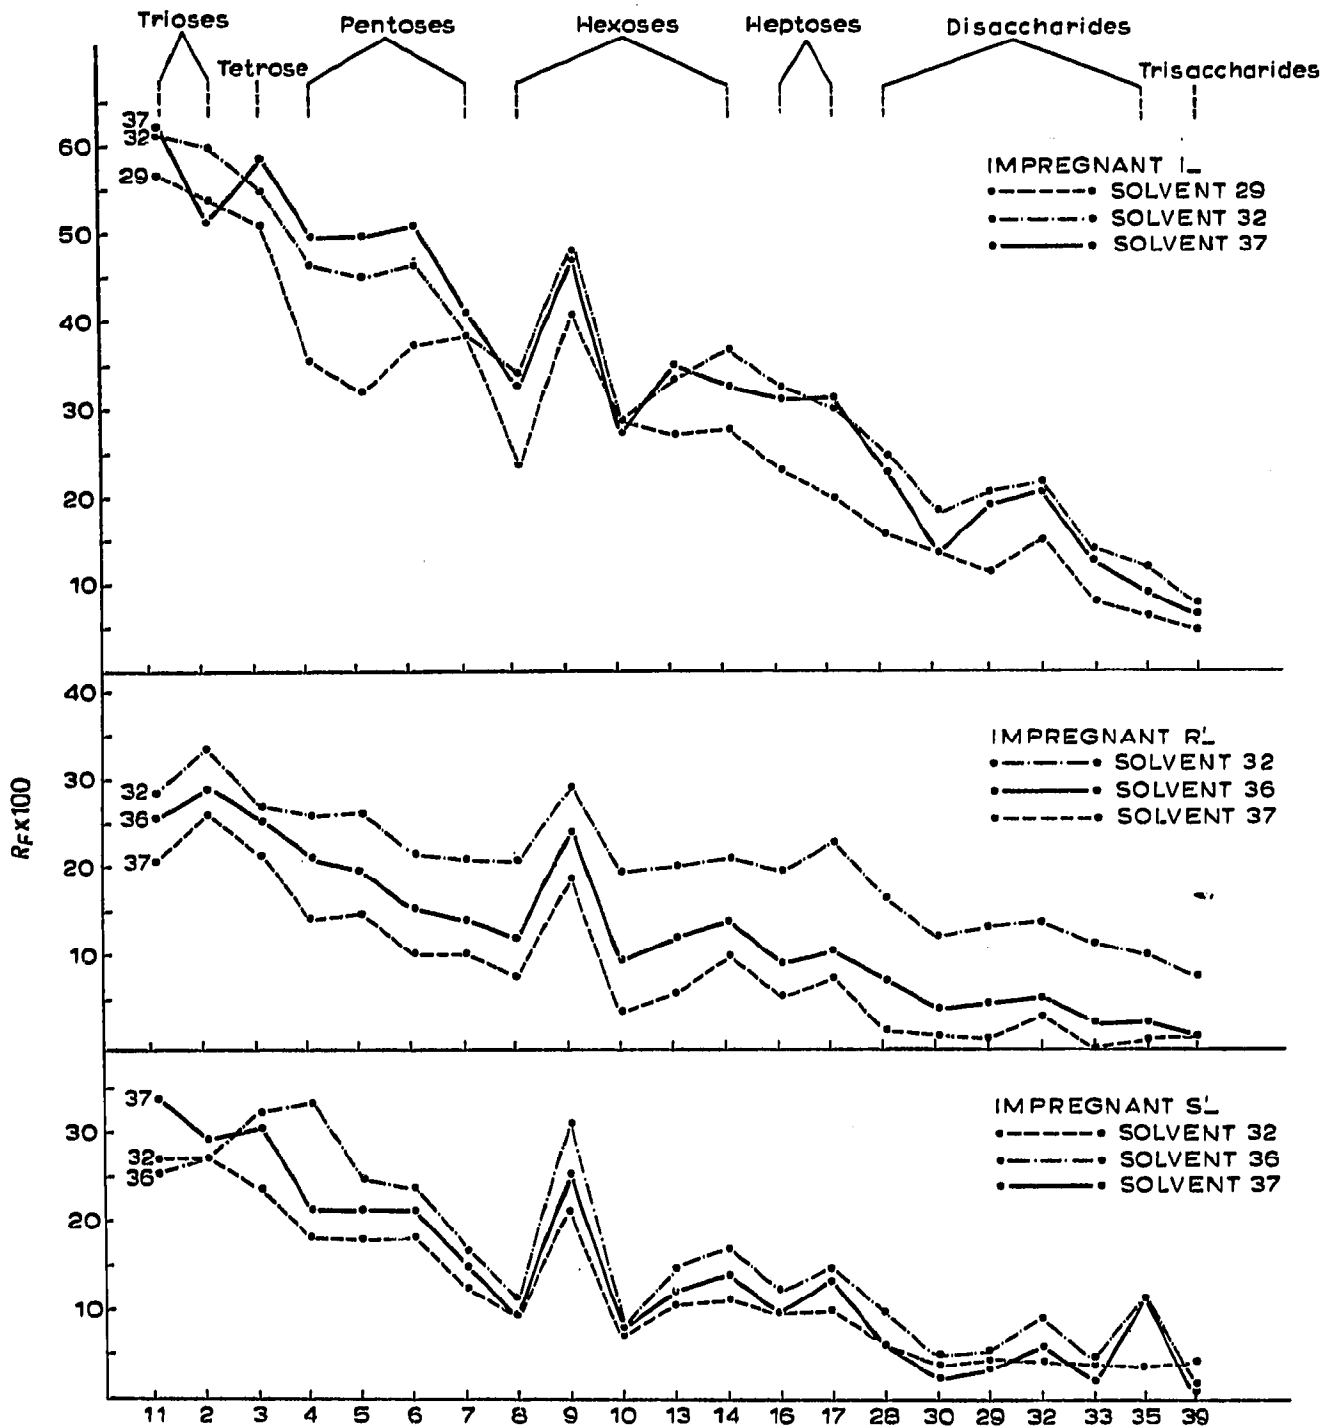 Trioses Pentoses Hexoses Heptoses Disaccharides
Tetrose Trisaccharides
37
32
29
60
50
40
30
20
10
IMPREGNANT I_
SOLVENT 29
SOLVENT 32
SOLVENT 37
RF×100
40
30
20
10
32
36
37
IMPREGNANT R'_
SOLVENT 32
SOLVENT 36
SOLVENT 37
37
32
36
30
20
10
IMPREGNANT S'_
SOLVENT 32
SOLVENT 36
SOLVENT 37
11 2 3 4 5 6 7 8 9 10 13 14 16 17 28 30 29 32 33 35 39